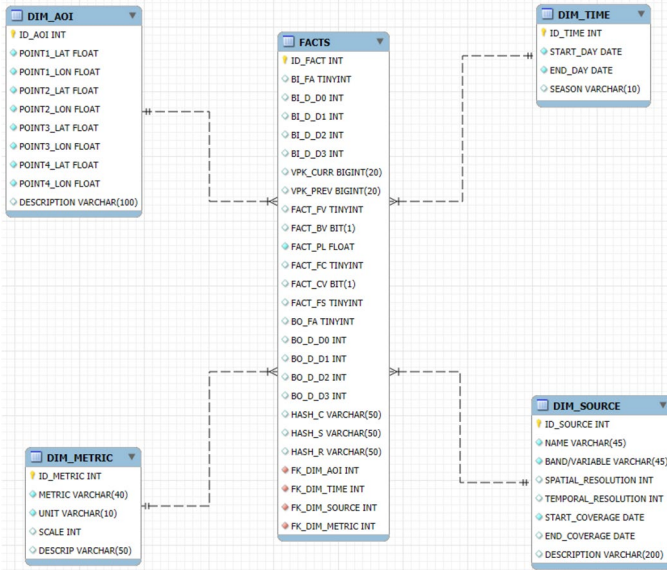 DIM_AOI
ID_AOI INT
POINT1_LAT FLOAT
POINT1_LON FLOAT
POINT2_LAT FLOAT
POINT2_LON FLOAT
POINT3_LAT FLOAT
POINT3_LON FLOAT
POINT4_LAT FLOAT
POINT4_LON FLOAT
DESCRIPTION VARCHAR(100)
FACTS
ID_FACT INT
BI_FA TINYINT
BI_D_D0 INT
BI_D_D1 INT
BI_D_D2 INT
BI_D_D3 INT
VPK_CURR BIGINT(20)
VPK_PREV BIGINT(20)
FACT_FV TINYINT
FACT_BV BIT(1)
FACT_PL FLOAT
FACT_FC TINYINT
FACT_CV BIT(1)
FACT_FS TINYINT
BO_FA TINYINT
BO_D_D0 INT
BO_D_D1 INT
BO_D_D2 INT
BO_D_D3 INT
HASH_C VARCHAR(50)
HASH_S VARCHAR(50)
HASH_R VARCHAR(50)
FK_DIM_AOI INT
FK_DIM_TIME INT
FK_DIM_SOURCE INT
FK_DIM_METRIC INT
DIM_TIME
ID_TIME INT
START_DAY DATE
END_DAY DATE
SEASON VARCHAR(10)
DIM_METRIC
ID_METRIC INT
METRIC VARCHAR(40)
UNIT VARCHAR(10)
SCALE INT
DESCRIP VARCHAR(50)
DIM_SOURCE
ID_SOURCE INT
NAME VARCHAR(45)
BAND/VARIABLE VARCHAR(45)
SPATIAL_RESOLUTION INT
TEMPORAL_RESOLUTION INT
START_COVERAGE DATE
END_COVERAGE DATE
DESCRIPTION VARCHAR(200)